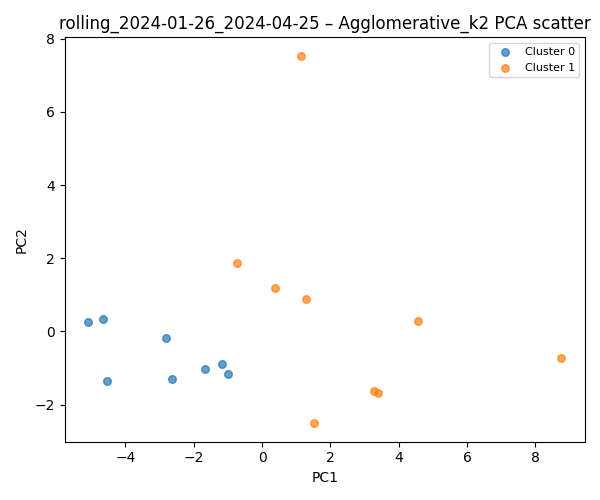 rolling_2024-01-26_2024-04-25 – Agglomerative_k2 PCA scatter
Cluster 0
Cluster 1
8
6
4
2
0
−2
PC2
−4
−2
0
2
4
6
8
PC1